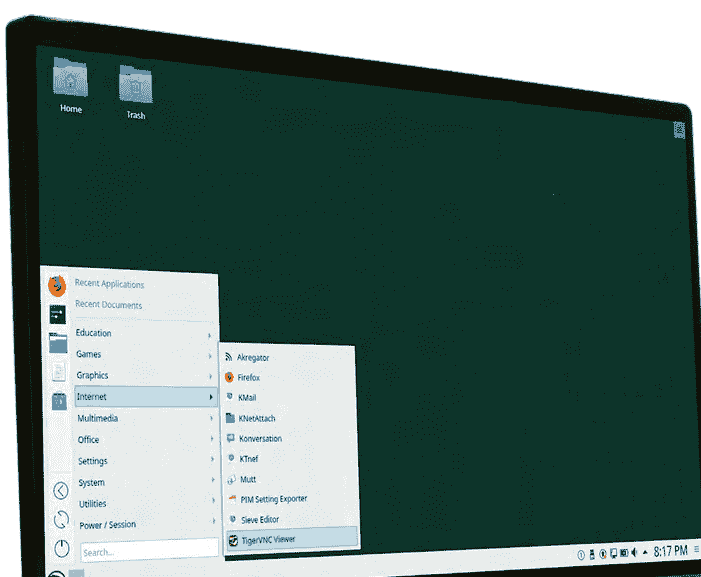 Home
Trash
Recent Applications
Recent Documents
Education
Games
Graphics
Internet
Multimedia
Office
Settings
System
Utilities
Power / Session
Search...
Akregator
Firefox
KMail
KNetAttach
Konversation
KTnef
Mutt
PIM Setting Exporter
Sieve Editor
TigerVNC Viewer
8:17 PM